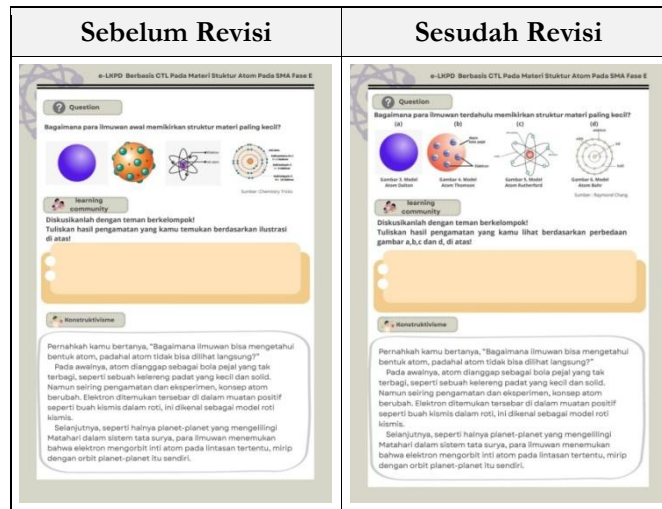 Sebelum Revisi
e-LKPD Berbasis CTL Pada Materi Stuktur Atom Pada SMA Fase E
Question
Bagaimana para ilmuwan awal memikirkan struktur materi paling kecil?
Sumber: Chemistry Tricks
learning
community
Diskusikanlah dengan teman berkelompok!
Tuliskan hasil pengamatan yang kamu temukan berdasarkan ilustrasi
di atas!
Konstruktivisme
Pernahkah kamu bertanya, "Bagaimana ilmuwan bisa mengetahui
bentuk atom, padahal atom tidak bisa dilihat langsung?"
Pada awalnya, atom dianggap sebagai bola pejal yang tak
terbagi, seperti sebuah kelereng padat yang kecil dan solid.
Namun seiring pengamatan dan eksperimen, konsep atom
berubah. Elektron ditemukan tersebar di dalam muatan positif
seperti buah kismis dalam roti, ini dikenal sebagai model roti
kismis.
Selanjutnya, seperti halnya planet-planet yang mengelilingi
Matahari dalam sistem tata surya, para ilmuwan menemukan
bahwa elektron mengorbit inti atom pada lintasan tertentu, mirip
dengan orbit planet-planet itu sendiri.
Sesudah Revisi
e-LKPD Berbasis CTL Pada Materi Stuktur Atom Pada SMA Fase E
Question
Bagaimana para ilmuwan terdahulu memikirkan struktur materi paling kecil?
(a) (b) (c) (d)
Gambar 3. Model
Atom Dalton
Gambar 4. Model
Atom Thomson
Gambar 5. Model
Atom Rutherford
Gambar 6. Model
Atom Bohr
Sumber : Raymond Chang
learning
community
Diskusikanlah dengan teman berkelompok!
Tuliskan hasil pengamatan yang kamu lihat berdasarkan perbedaan
gambar a,b,c dan d, di atas!
Konstruktivisme
Pernahkah kamu bertanya, "Bagaimana ilmuwan bisa mengetahui
bentuk atom, padahal atom tidak bisa dilihat langsung?"
Pada awalnya, atom dianggap sebagai bola pejal yang tak
terbagi, seperti sebuah kelereng padat yang kecil dan solid.
Namun seiring pengamatan dan eksperimen, konsep atom
berubah. Elektron ditemukan tersebar di dalam muatan positif
seperti buah kismis dalam roti, ini dikenal sebagai model roti
kismis.
Selanjutnya, seperti halnya planet-planet yang mengelilingi
Matahari dalam sistem tata surya, para ilmuwan menemukan
bahwa elektron mengorbit inti atom pada lintasan tertentu, mirip
dengan orbit planet-planet itu sendiri.